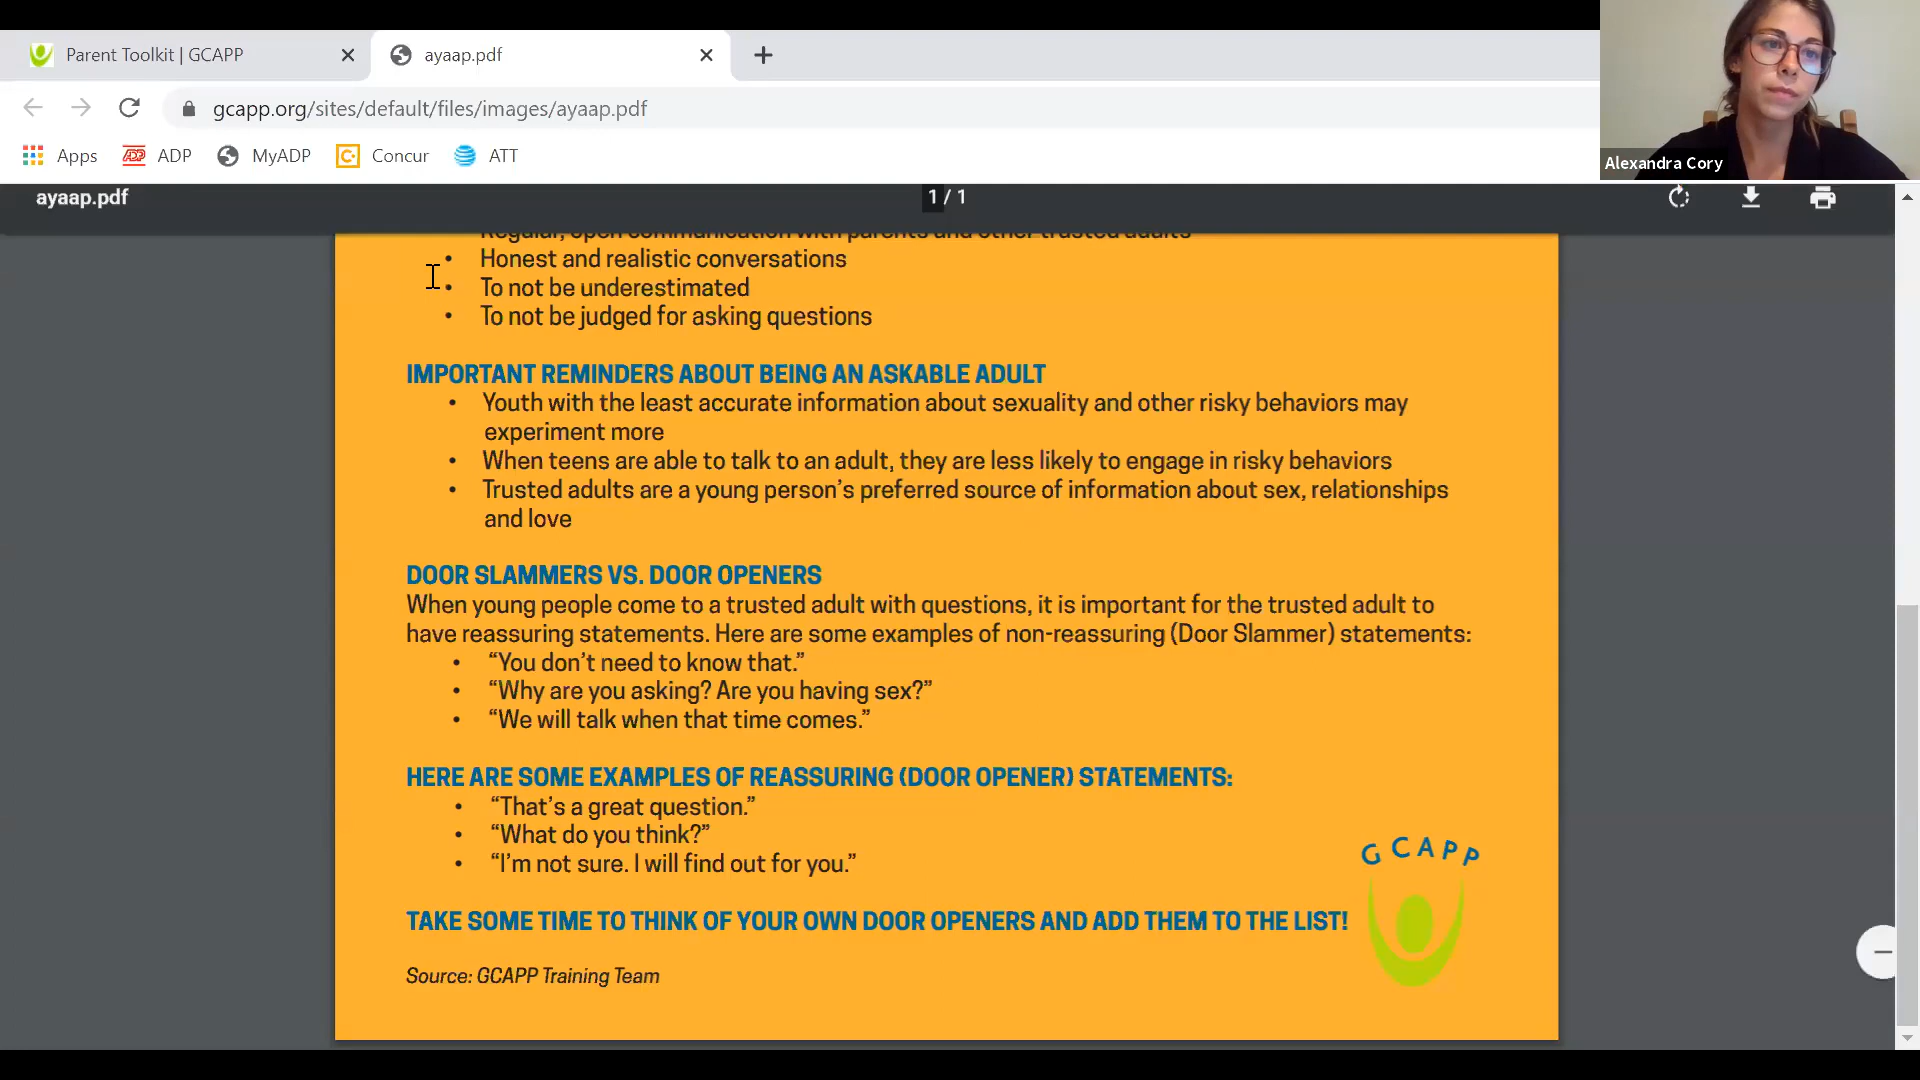 Parent Toolkit | GCAPP
ayaap.pdf
gcapp.org/sites/default/files/images/ayaap.pdf
Apps
ADP
ADP
MyADP
Concur
ATT
Alexandra Cory
ayaap.pdf
1 / 1
Regular, open communication with parents and other trusted adults
• Honest and realistic conversations
• To not be underestimated
• To not be judged for asking questions
IMPORTANT REMINDERS ABOUT BEING AN ASKABLE ADULT
• Youth with the least accurate information about sexuality and other risky behaviors may
experiment more
• When teens are able to talk to an adult, they are less likely to engage in risky behaviors
• Trusted adults are a young person’s preferred source of information about sex, relationships
and love
DOOR SLAMMERS VS. DOOR OPENERS
When young people come to a trusted adult with questions, it is important for the trusted adult to
have reassuring statements. Here are some examples of non-reassuring (Door Slammer) statements:
• “You don’t need to know that.”
• “Why are you asking? Are you having sex?”
• “We will talk when that time comes.”
HERE ARE SOME EXAMPLES OF REASSURING (DOOR OPENER) STATEMENTS:
• “That’s a great question.”
• “What do you think?”
• “I’m not sure. I will find out for you.”
GCAPP
TAKE SOME TIME TO THINK OF YOUR OWN DOOR OPENERS AND ADD THEM TO THE LIST!
Source: GCAPP Training Team